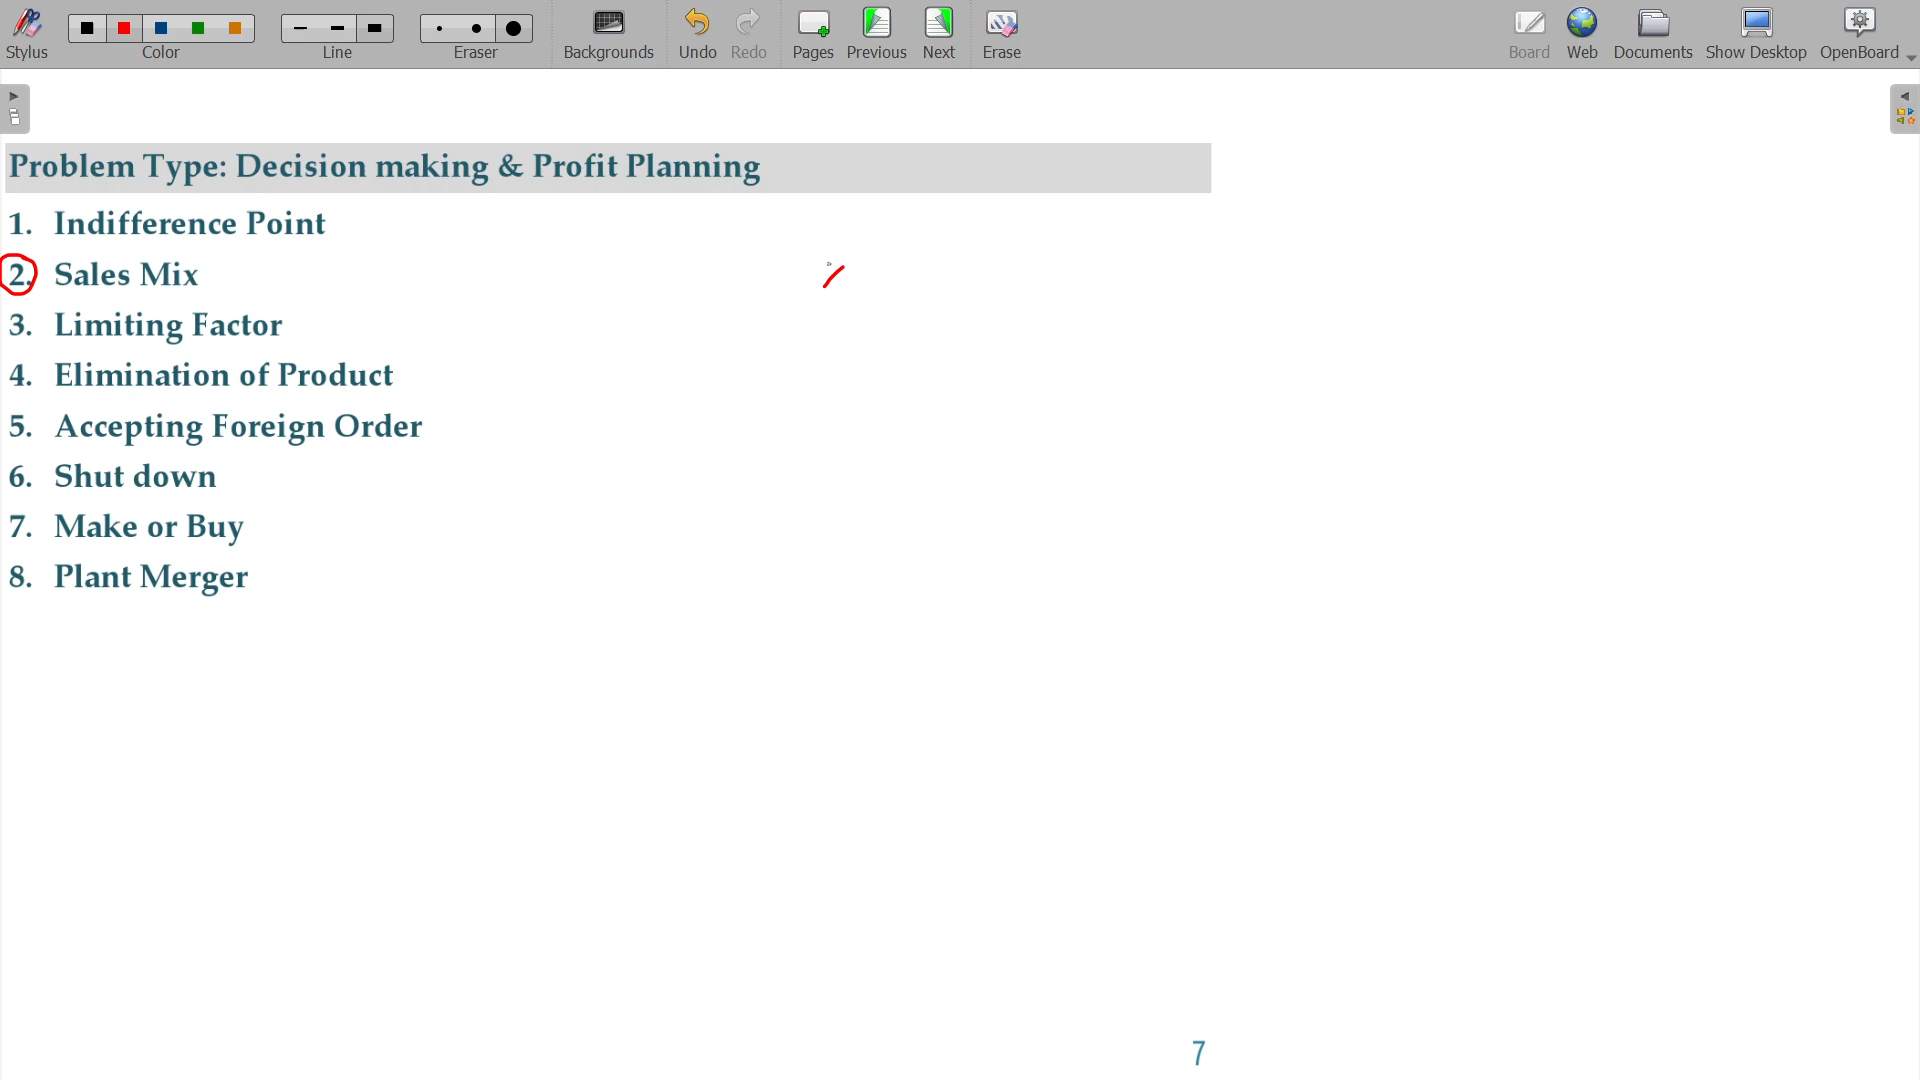 Stylus Color Line Eraser Backgrounds Undo Redo Pages Previous Next Erase Board Web Documents Show Desktop OpenBoard
Problem Type: Decision making & Profit Planning
1. Indifference Point
2. Sales Mix
3. Limiting Factor
4. Elimination of Product
5. Accepting Foreign Order
6. Shut down
7. Make or Buy
8. Plant Merger
7